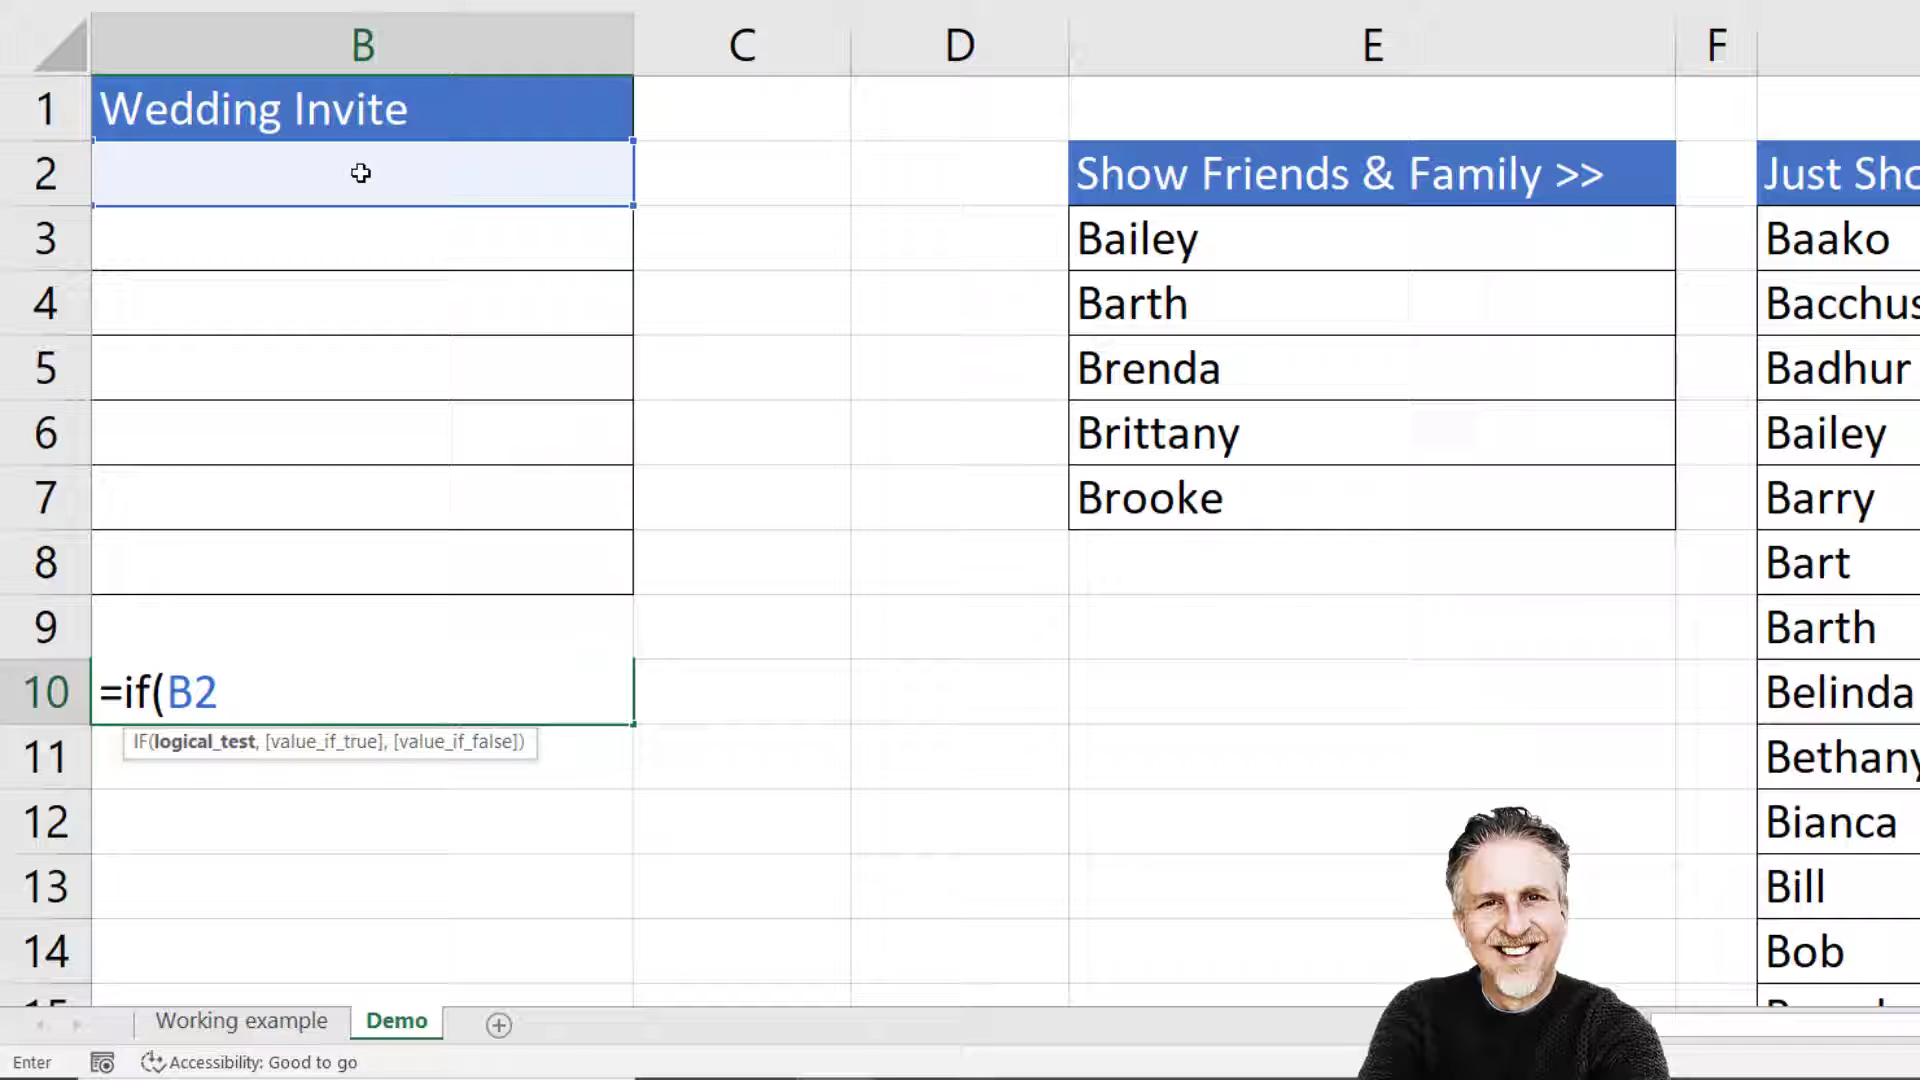 B C D E F
1 Wedding Invite
2 Show Friends & Family >> Just Sho
3 Bailey Baako
4 Barth Bacchus
5 Brenda Badhur
6 Brittany Bailey
7 Brooke Barry
8 Bart
9 Barth
10 =if(B2 Belinda
IF(logical_test, [value_if_true], [value_if_false])
11 Bethany
12 Bianca
13 Bill
14 Bob
15
Working example Demo
Enter Accessibility: Good to go